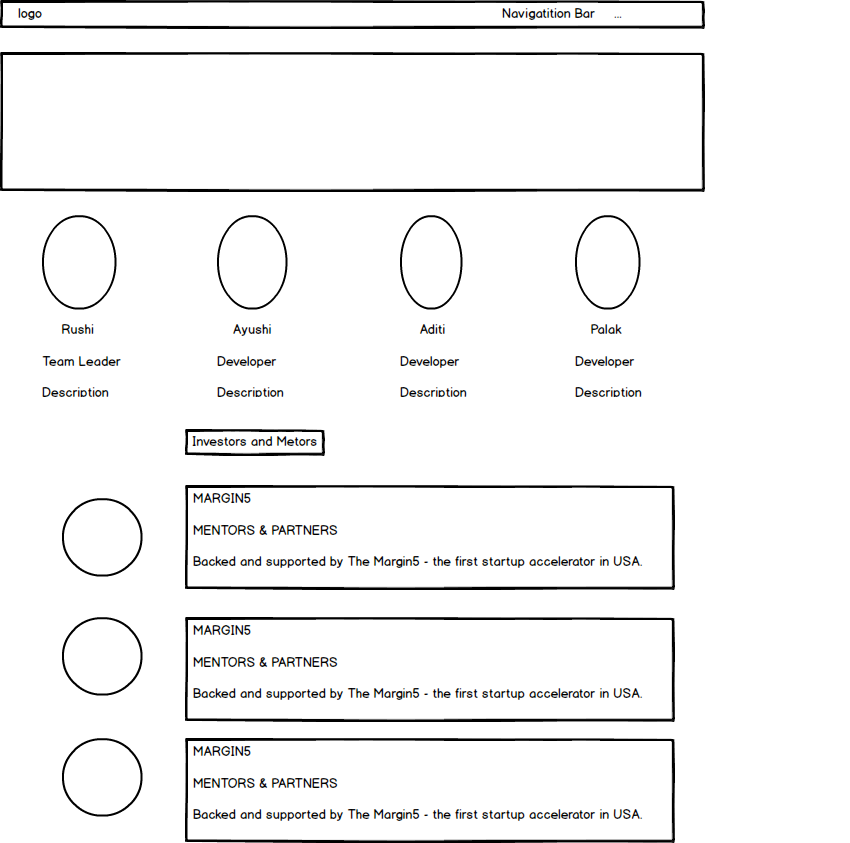 logo
Navigatition Bar ...
Rushi Ayushi Aditi Palak
Team Leader Developer Developer Developer
Description Description Description Description
Investors and Metors
MARGIN5
MENTORS & PARTNERS
Backed and supported by The Margin5 - the first startup accelerator in USA.
MARGIN5
MENTORS & PARTNERS
Backed and supported by The Margin5 - the first startup accelerator in USA.
MARGIN5
MENTORS & PARTNERS
Backed and supported by The Margin5 - the first startup accelerator in USA.